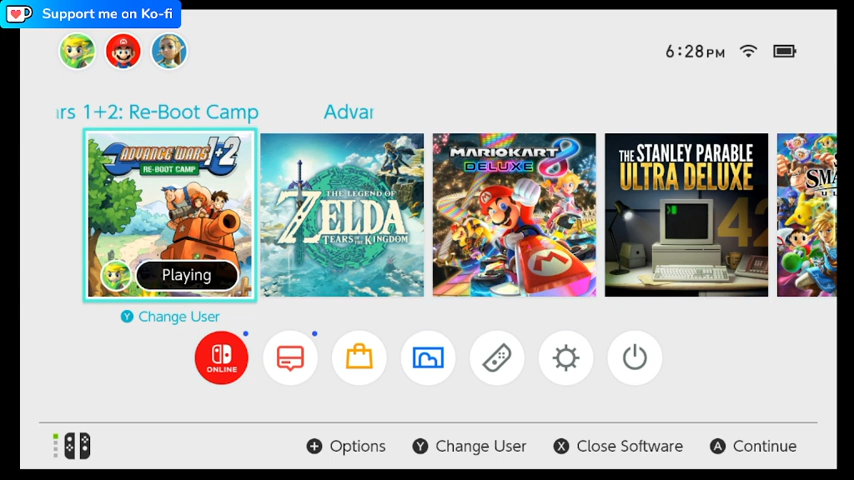 Support me on Ko-fi
6:28PM
rs 1+2: Re-Boot Camp
Advar
ADVANCE WARS 1+2
RE-BOOT CAMP
Playing
THE LEGEND OF
ZELDA
TEARS OF THE KINGDOM
MARIOKART 8
DELUXE
THE STANLEY PARABLE
ULTRA DELUXE
42
SMA
Y Change User
ONLINE
+ Options
Y Change User
X Close Software
A Continue